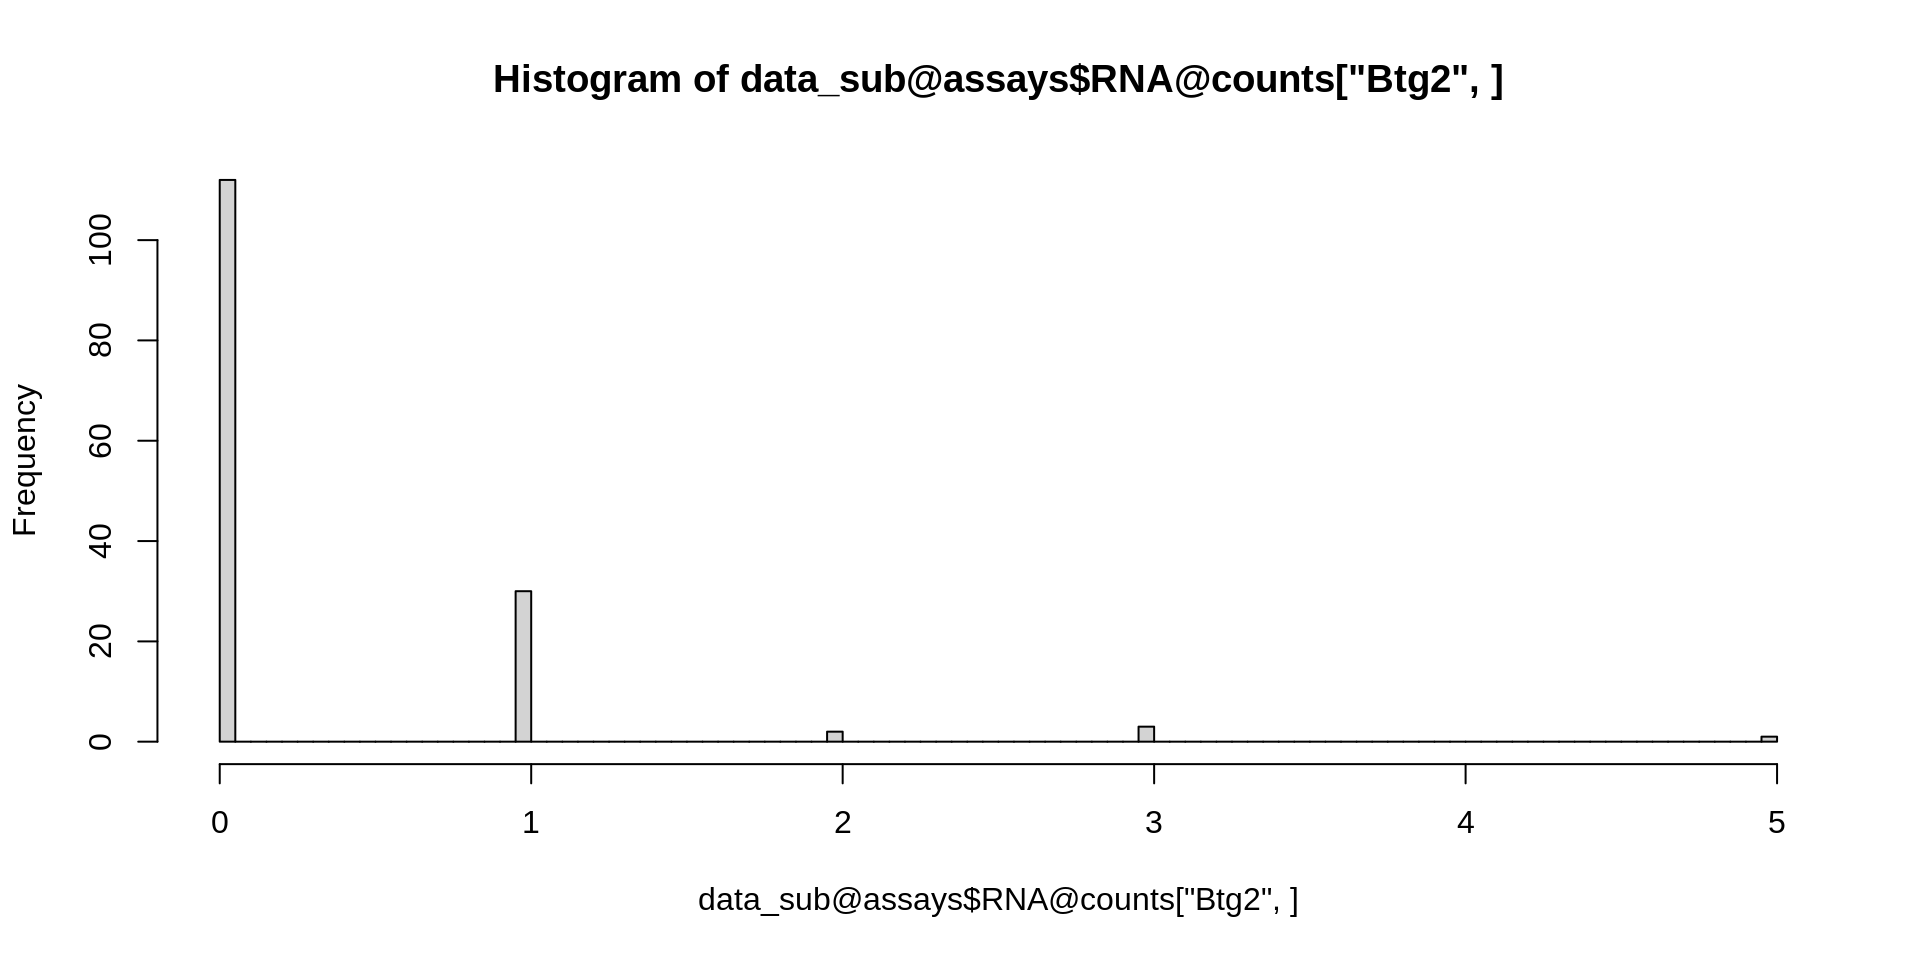 Histogram of data_sub@assays$RNA@counts["Btg2", ]
Frequency
100
80
60
40
20
0
0 1 2 3 4 5
data_sub@assays$RNA@counts["Btg2", ]